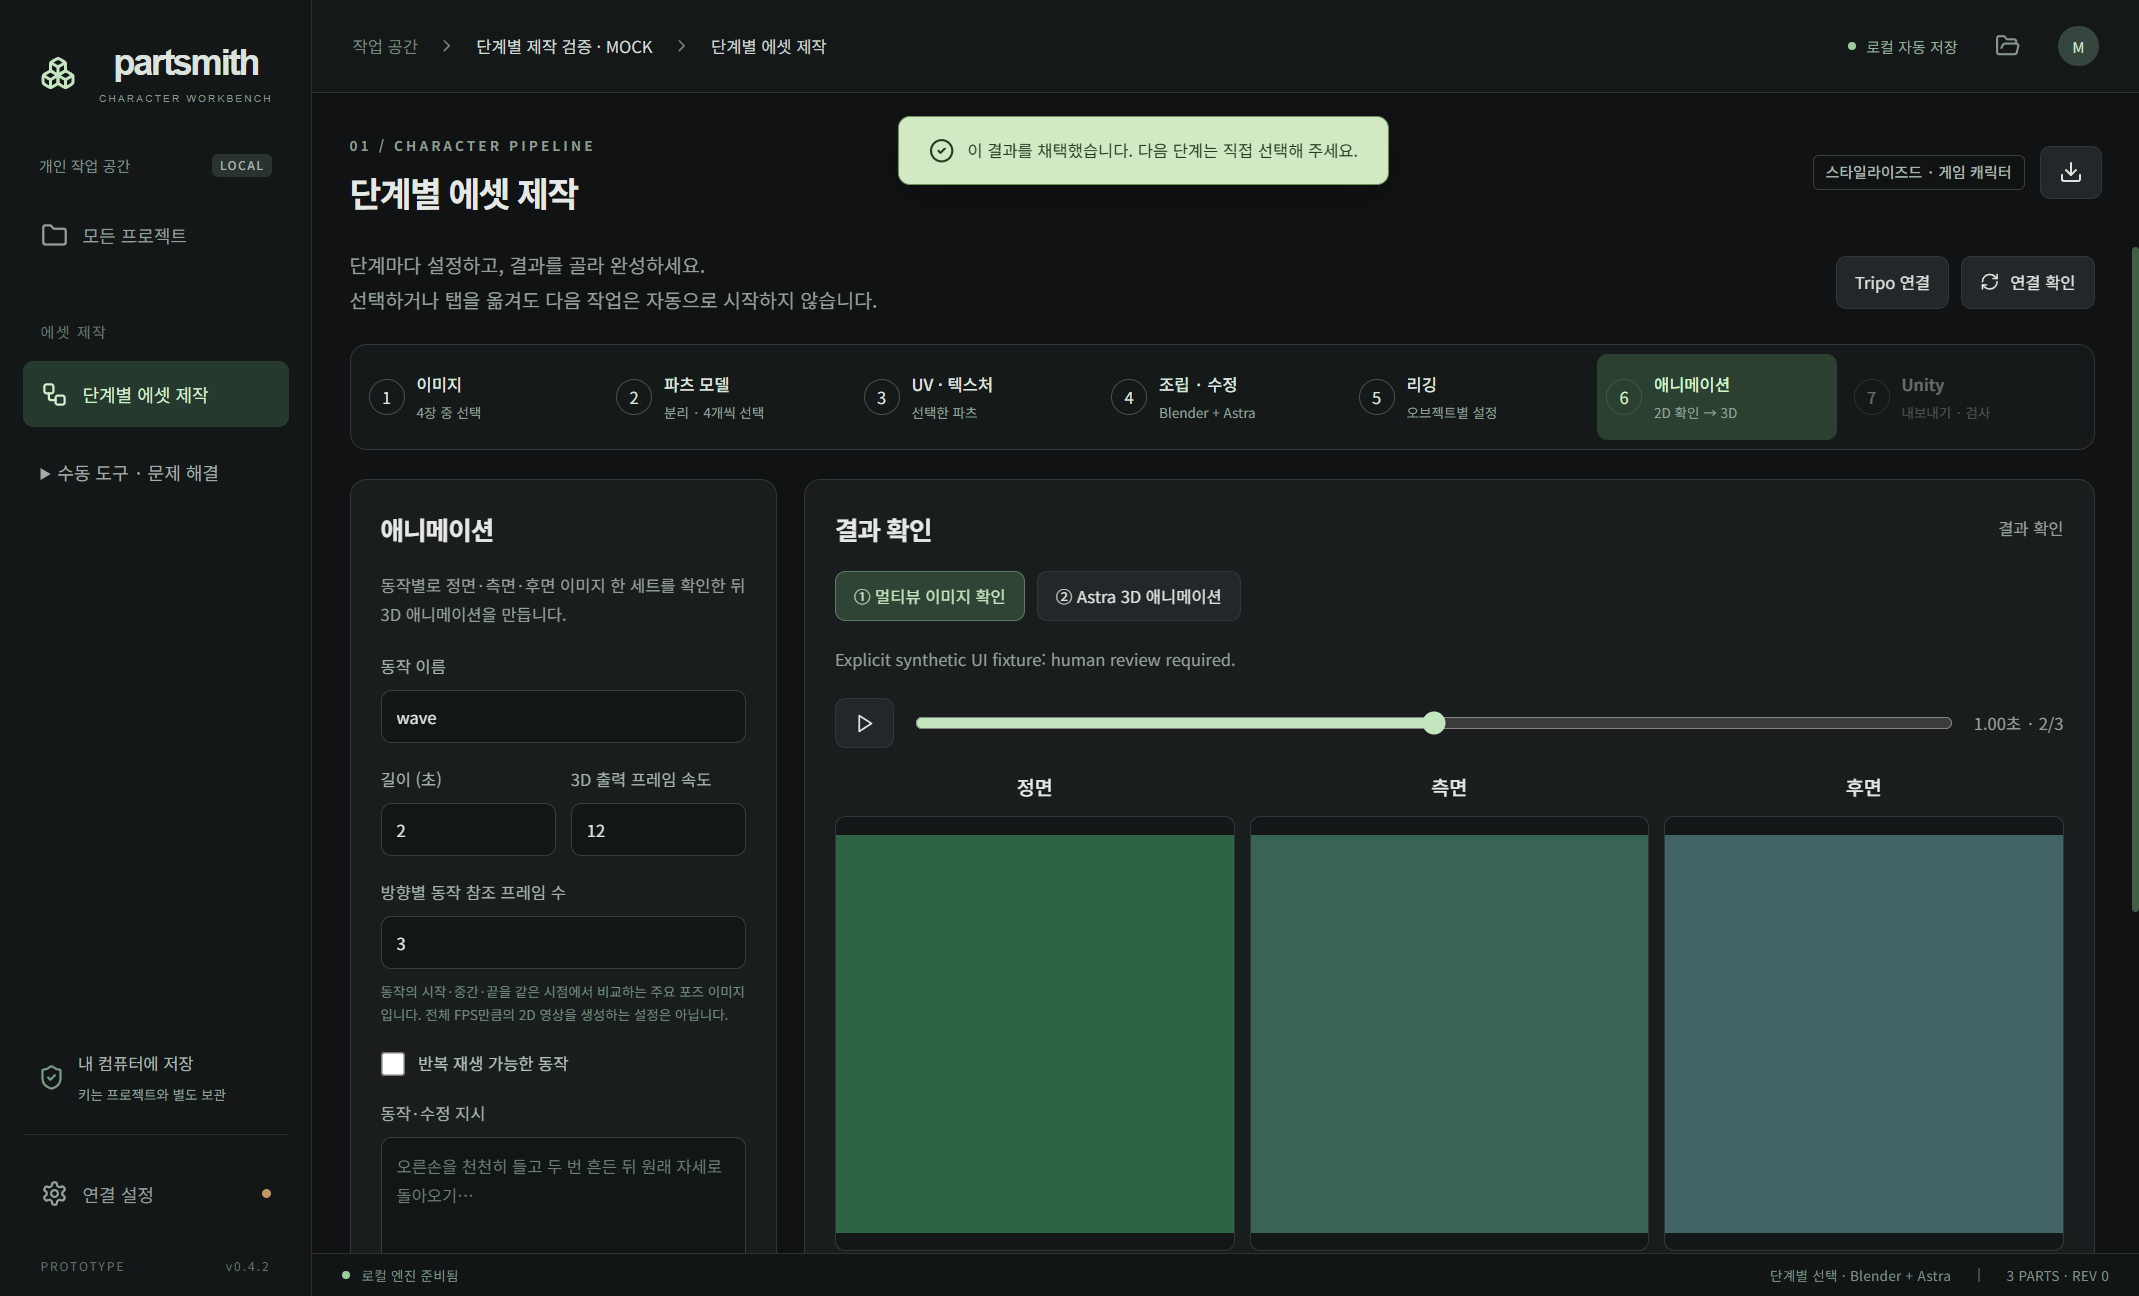 partsmith
CHARACTER WORKBENCH
개인 작업 공간
LOCAL
모든 프로젝트
에셋 제작
단계별 에셋 제작
수동 도구 · 문제 해결
내 컴퓨터에 저장
키는 프로젝트와 별도 보관
연결 설정
PROTOTYPE
v0.4.2
작업 공간
단계별 제작 검증 · MOCK
단계별 에셋 제작
로컬 자동 저장
M
01 / CHARACTER PIPELINE
단계별 에셋 제작
이 결과를 채택했습니다. 다음 단계는 직접 선택해 주세요.
스타일라이즈드 · 게임 캐릭터
단계마다 설정하고, 결과를 골라 완성하세요.
선택하거나 탭을 옮겨도 다음 작업은 자동으로 시작하지 않습니다.
Tripo 연결
연결 확인
1
이미지
4장 중 선택
2
파츠 모델
분리 · 4개씩 선택
3
UV · 텍스처
선택한 파츠
4
조립 · 수정
Blender + Astra
5
리깅
오브젝트별 설정
6
애니메이션
2D 확인 → 3D
7
Unity
내보내기 · 검사
애니메이션
동작별로 정면·측면·후면 이미지 한 세트를 확인한 뒤
3D 애니메이션을 만듭니다.
동작 이름
wave
길이 (초)
3D 출력 프레임 속도
2
12
방향별 동작 참조 프레임 수
3
동작의 시작·중간·끝을 같은 시점에서 비교하는 주요 포즈 이미지
입니다. 전체 FPS만큼의 2D 영상을 생성하는 설정은 아닙니다.
반복 재생 가능한 동작
동작·수정 지시
오른손을 천천히 들고 두 번 흔든 뒤 원래 자세로
돌아오기…
결과 확인
결과 확인
① 멀티뷰 이미지 확인
② Astra 3D 애니메이션
Explicit synthetic UI fixture: human review required.
1.00초 · 2/3
정면
측면
후면
로컬 엔진 준비됨
단계별 선택 · Blender + Astra
3 PARTS · REV 0